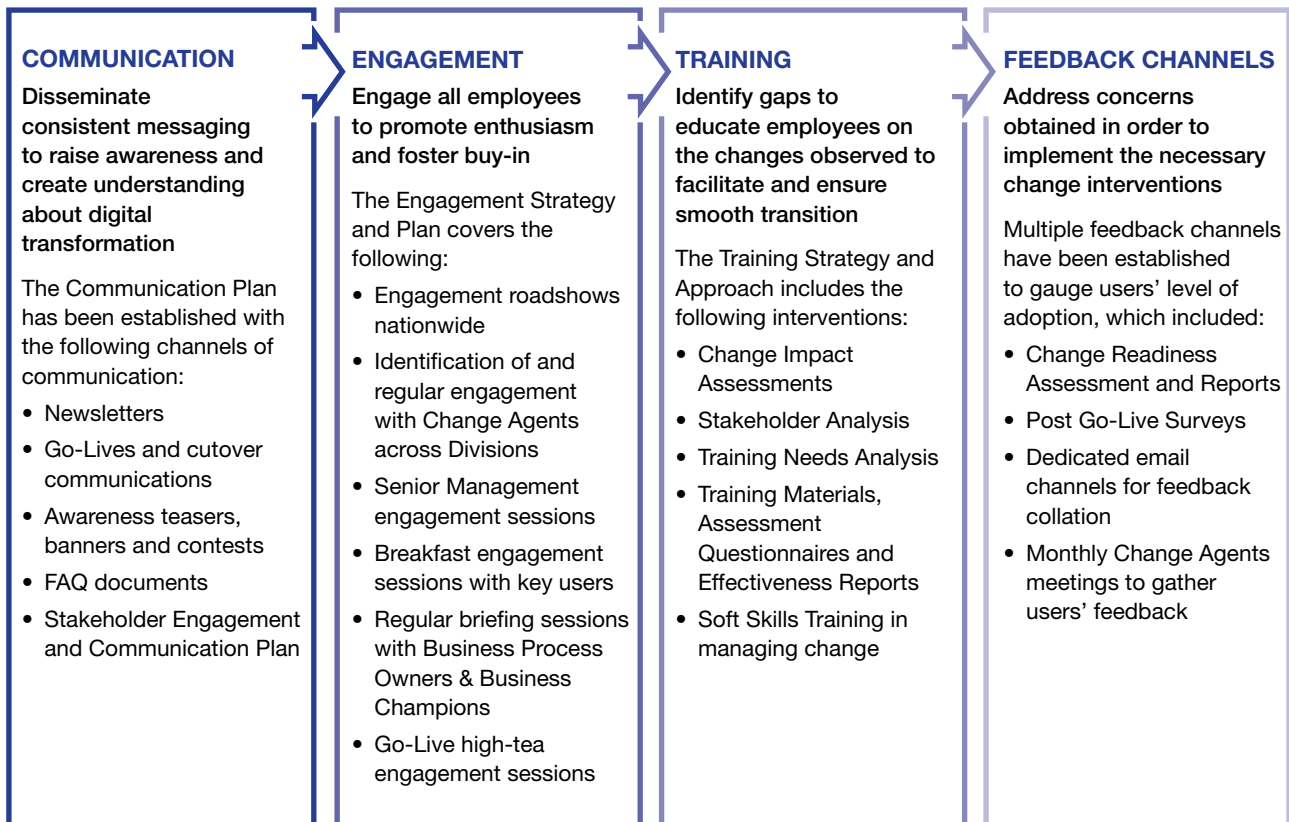 COMMUNICATION
Disseminate
consistent messaging
to raise awareness and
create understanding
about digital
transformation
The Communication Plan
has been established with
the following channels of
communication:
• Newsletters
• Go-Lives and cutover
communications
• Awareness teasers,
banners and contests
• FAQ documents
• Stakeholder Engagement
and Communication Plan
ENGAGEMENT
Engage all employees
to promote enthusiasm
and foster buy-in
The Engagement Strategy
and Plan covers the
following:
• Engagement roadshows
nationwide
• Identification of and
regular engagement
with Change Agents
across Divisions
• Senior Management
engagement sessions
• Breakfast engagement
sessions with key users
• Regular briefing sessions
with Business Process
Owners & Business
Champions
• Go-Live high-tea
engagement sessions
TRAINING
Identify gaps to
educate employees on
the changes observed to
facilitate and ensure
smooth transition
The Training Strategy and
Approach includes the
following interventions:
• Change Impact
Assessments
• Stakeholder Analysis
• Training Needs Analysis
• Training Materials,
Assessment
Questionnaires and
Effectiveness Reports
• Soft Skills Training in
managing change
FEEDBACK CHANNELS
Address concerns
obtained in order to
implement the necessary
change interventions
Multiple feedback channels
have been established
to gauge users’ level of
adoption, which included:
• Change Readiness
Assessment and Reports
• Post Go-Live Surveys
• Dedicated email
channels for feedback
collation
• Monthly Change Agents
meetings to gather
users’ feedback